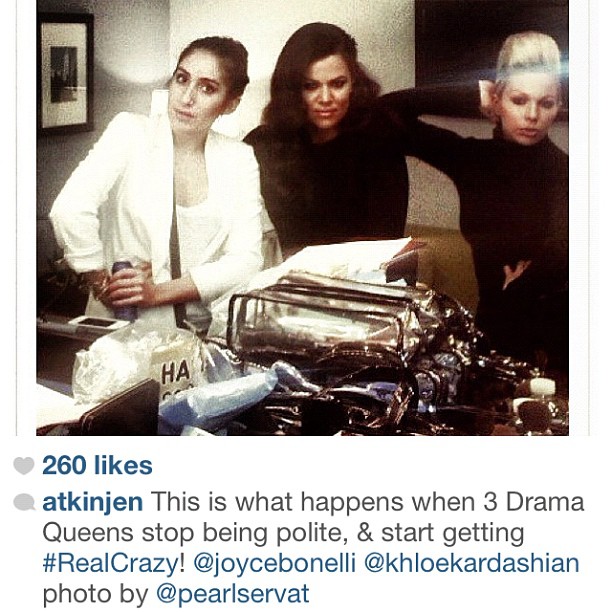 HA
260 likes
atkinjen This is what happens when 3 Drama
Queens stop being polite, & start getting
#RealCrazy! @joycebonelli @khloekardashian
photo by @pearlservat